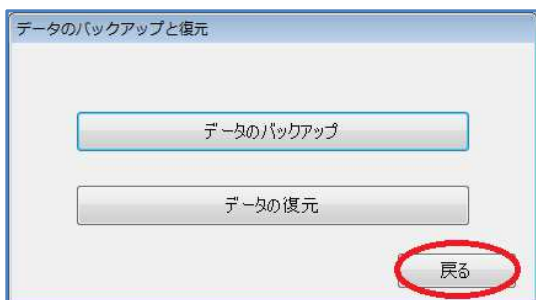 データのバックアップと復元
データのバックアップ
データの復元
戻る